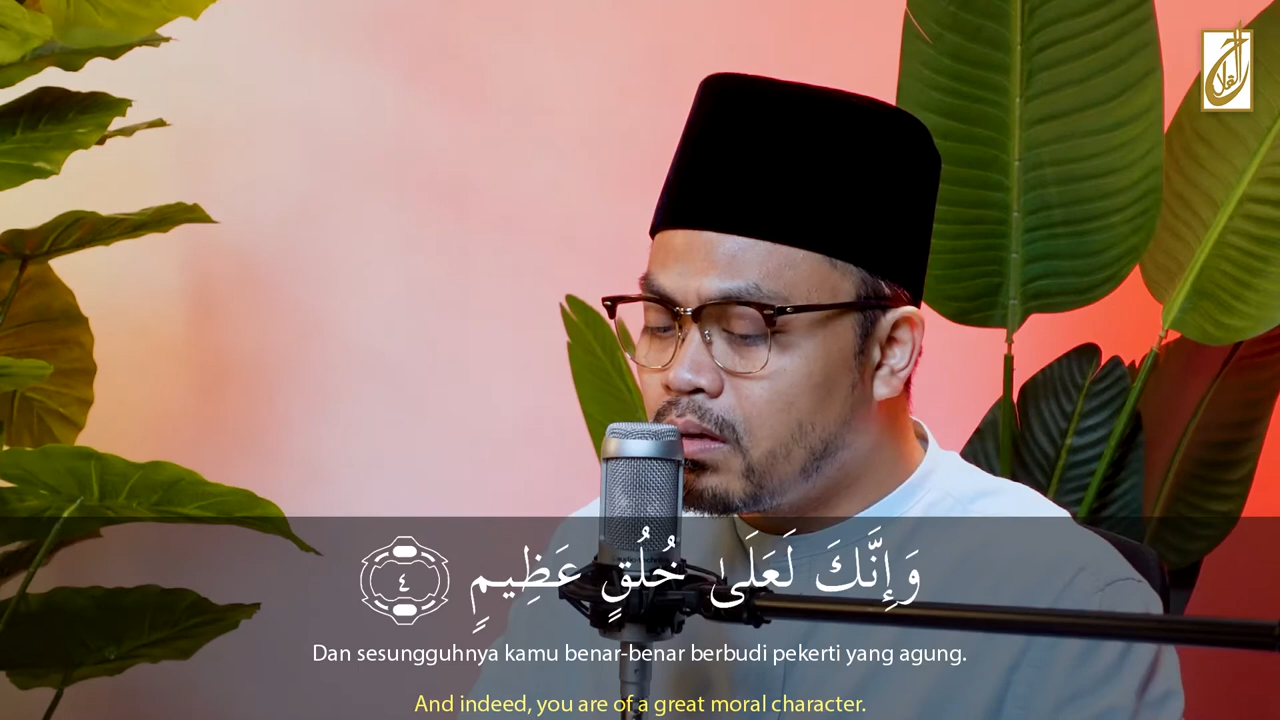 وَإِنَّكَ لَعَلَىٰ خُلُقٍ عَظِيمٍ ٤
Dan sesungguhnya kamu benar-benar berbudi pekerti yang agung.
And indeed, you are of a great moral character.